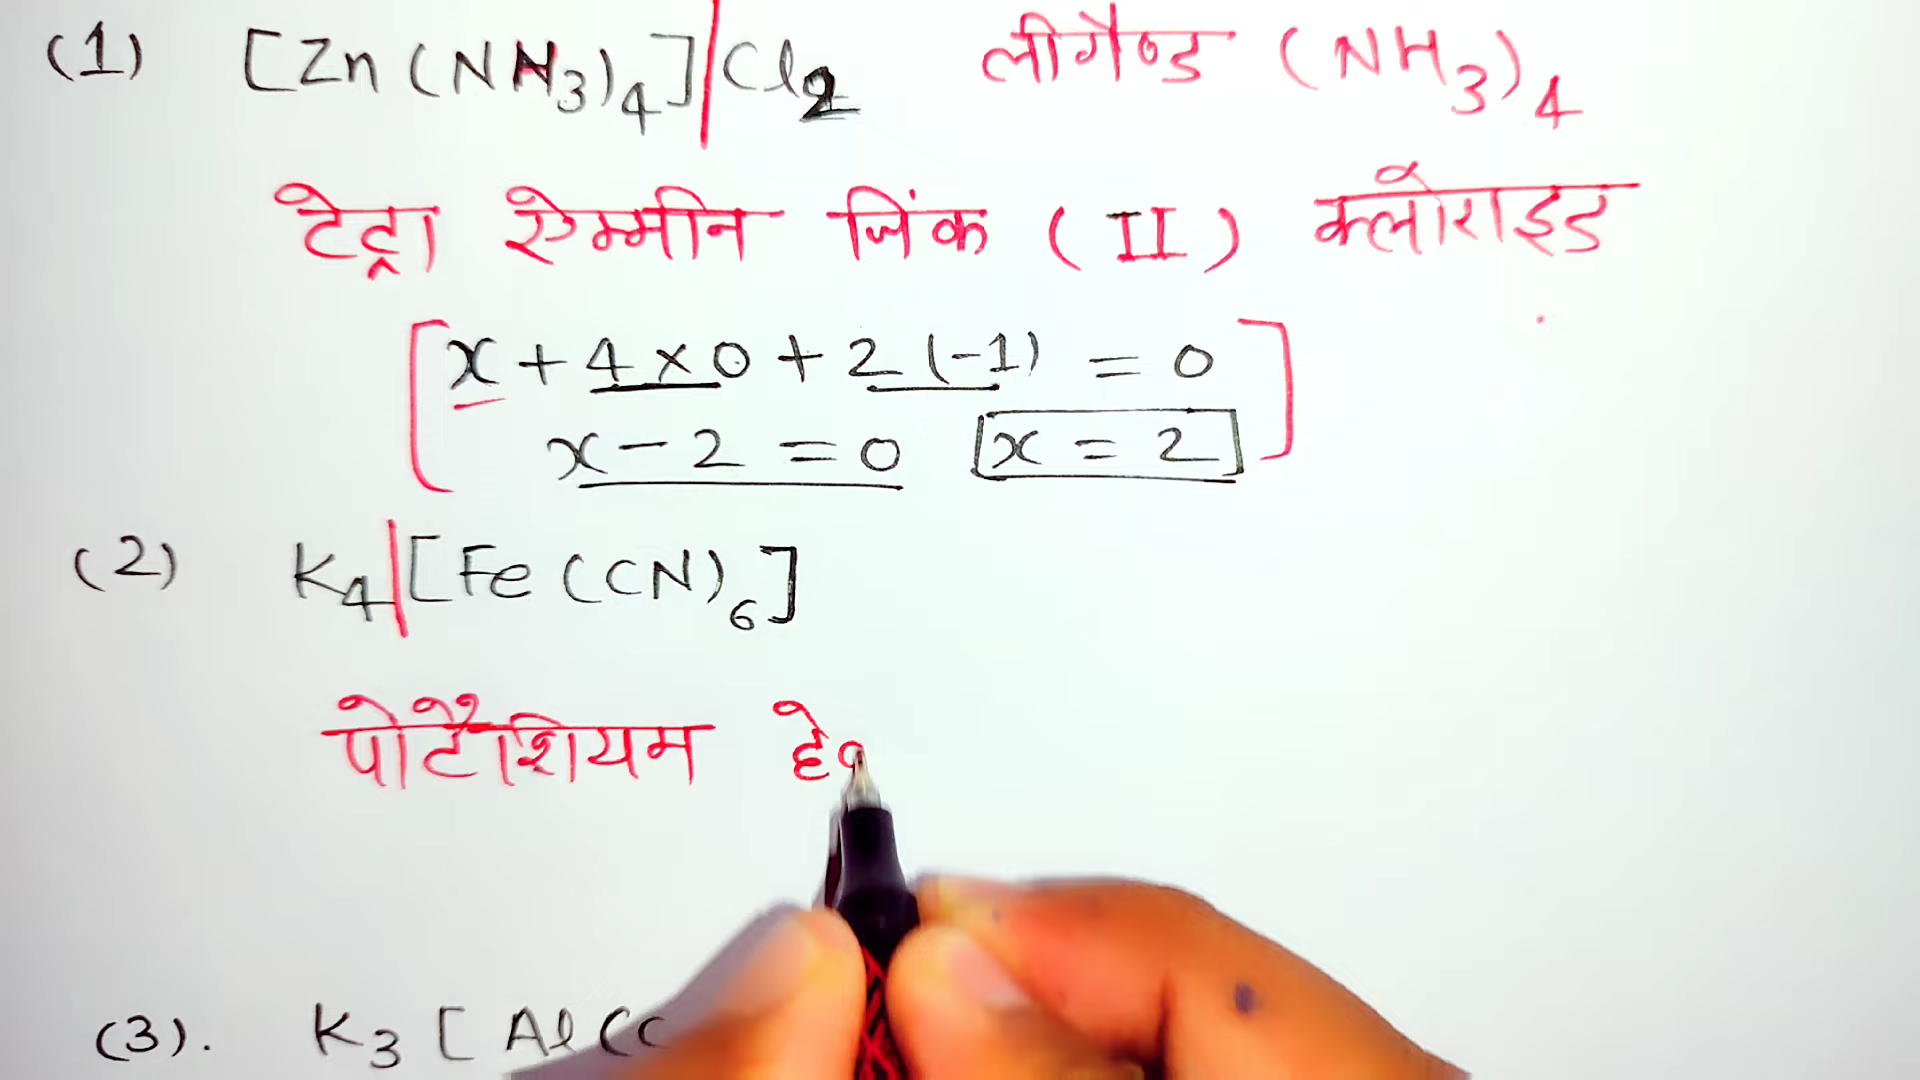 (1) [Zn(NH3)4]|Cl2 लीगैण्ड (NH3)4
टेट्रा ऐम्मीन जिंक (II) क्लोराइड
[x + 4 × 0 + 2 (-1) = 0
x - 2 = 0 [x = 2]]
(2) K4|[Fe(CN)6]
पोटैशियम हे
(3). K3 [Al(C